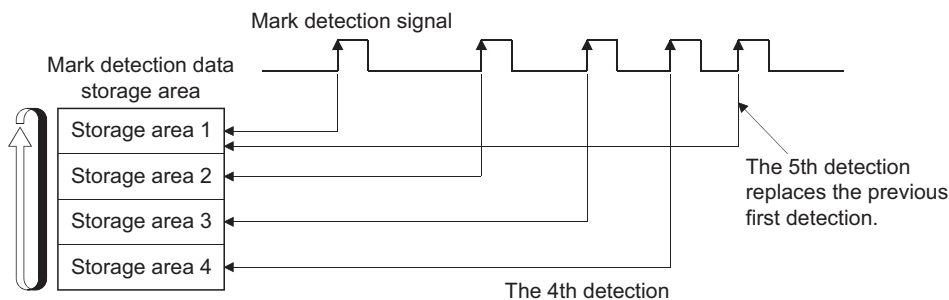 Mark detection signal
Mark detection data
storage area
Storage area 1
Storage area 2
Storage area 3
Storage area 4
The 5th detection
replaces the previous
first detection.
The 4th detection